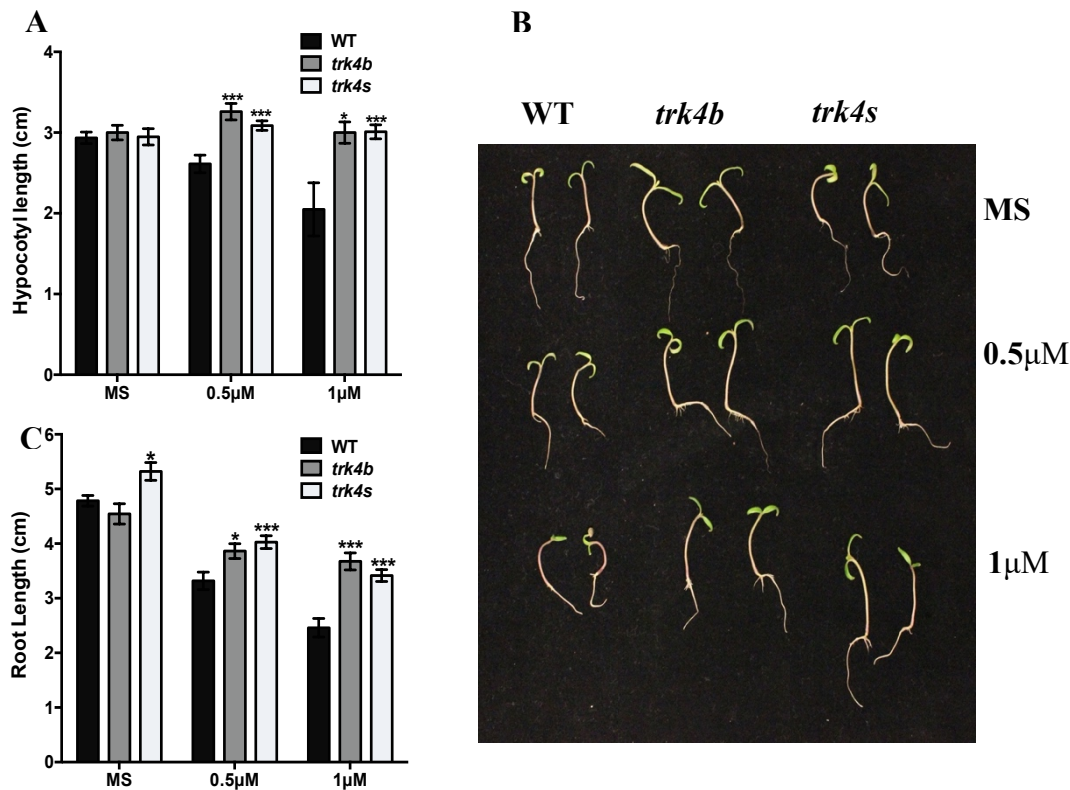 A
WT
trk4b
trk4s
Hypocotyl length (cm)
4
3
2
1
0
***
***
*
***
MS
0.5µM
1µM
B
WT
trk4b
trk4s
MS
0.5µM
1µM
C
WT
trk4b
trk4s
Root Length (cm)
6
5
4
3
2
1
0
*
*
***
***
***
MS
0.5µM
1µM